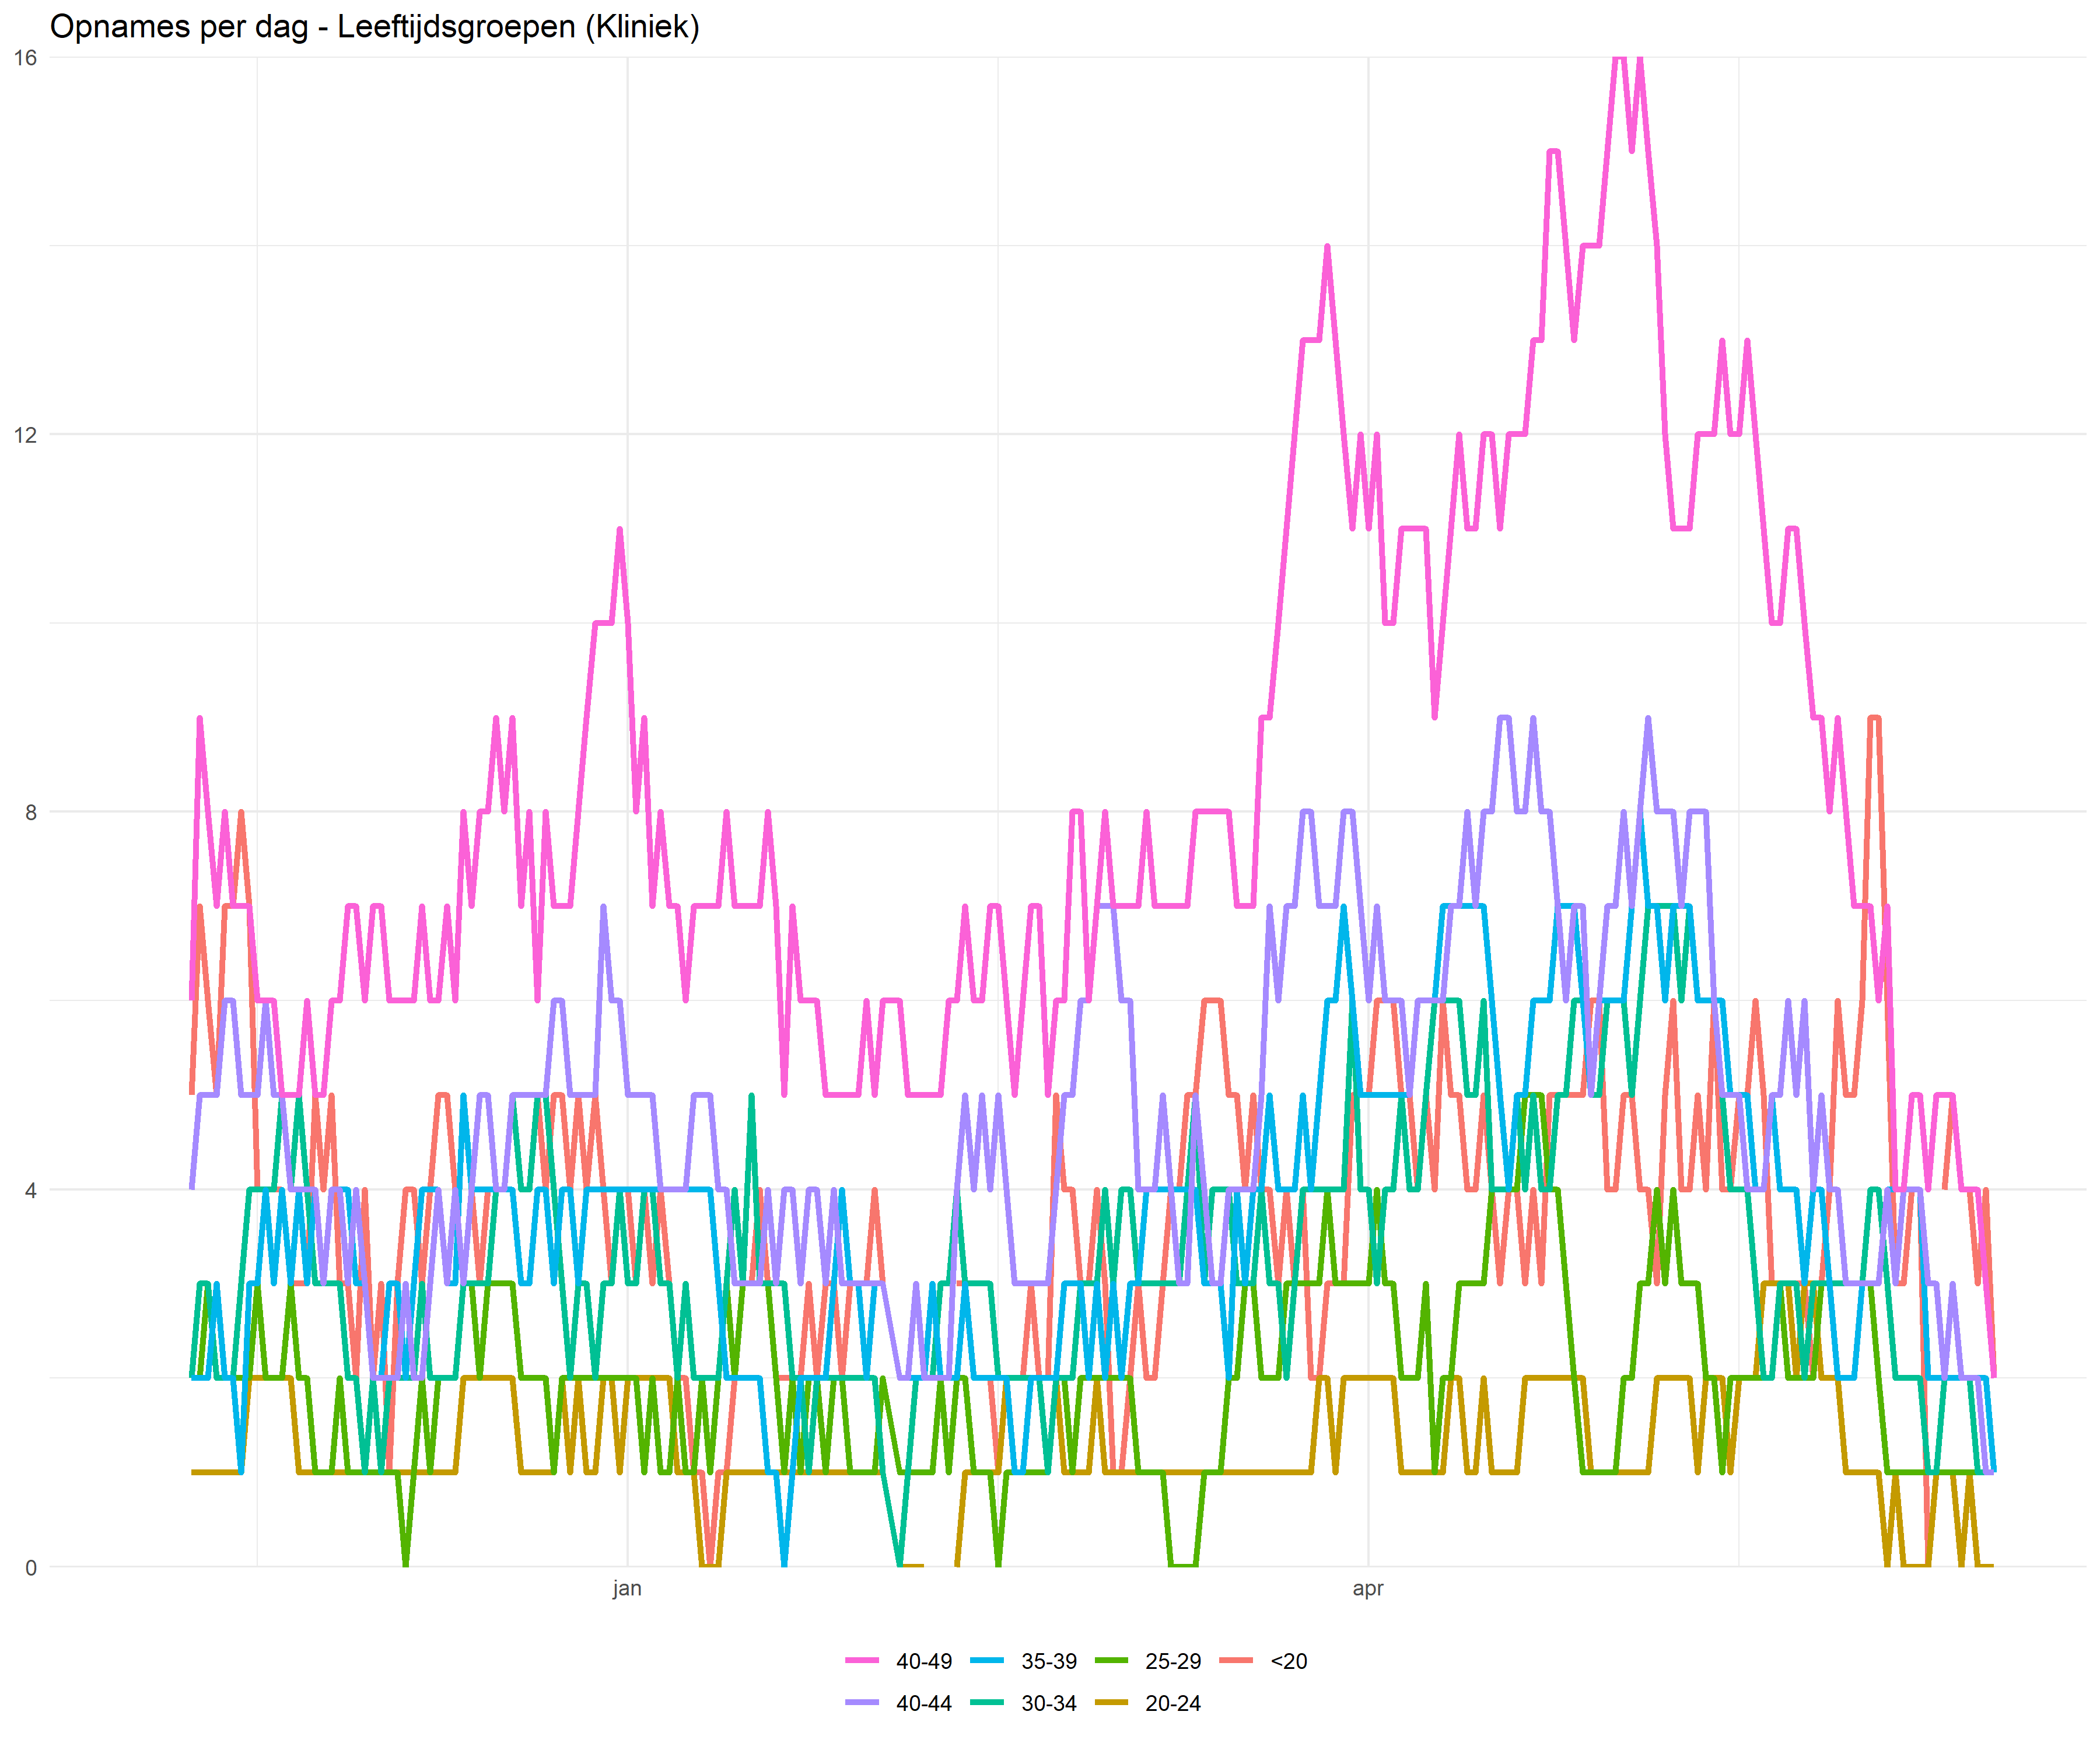 Opnames per dag - Leeftijdsgroepen (Kliniek)
16
12
8
4
0
jan apr
40-49 35-39 25-29 <20
40-44 30-34 20-24